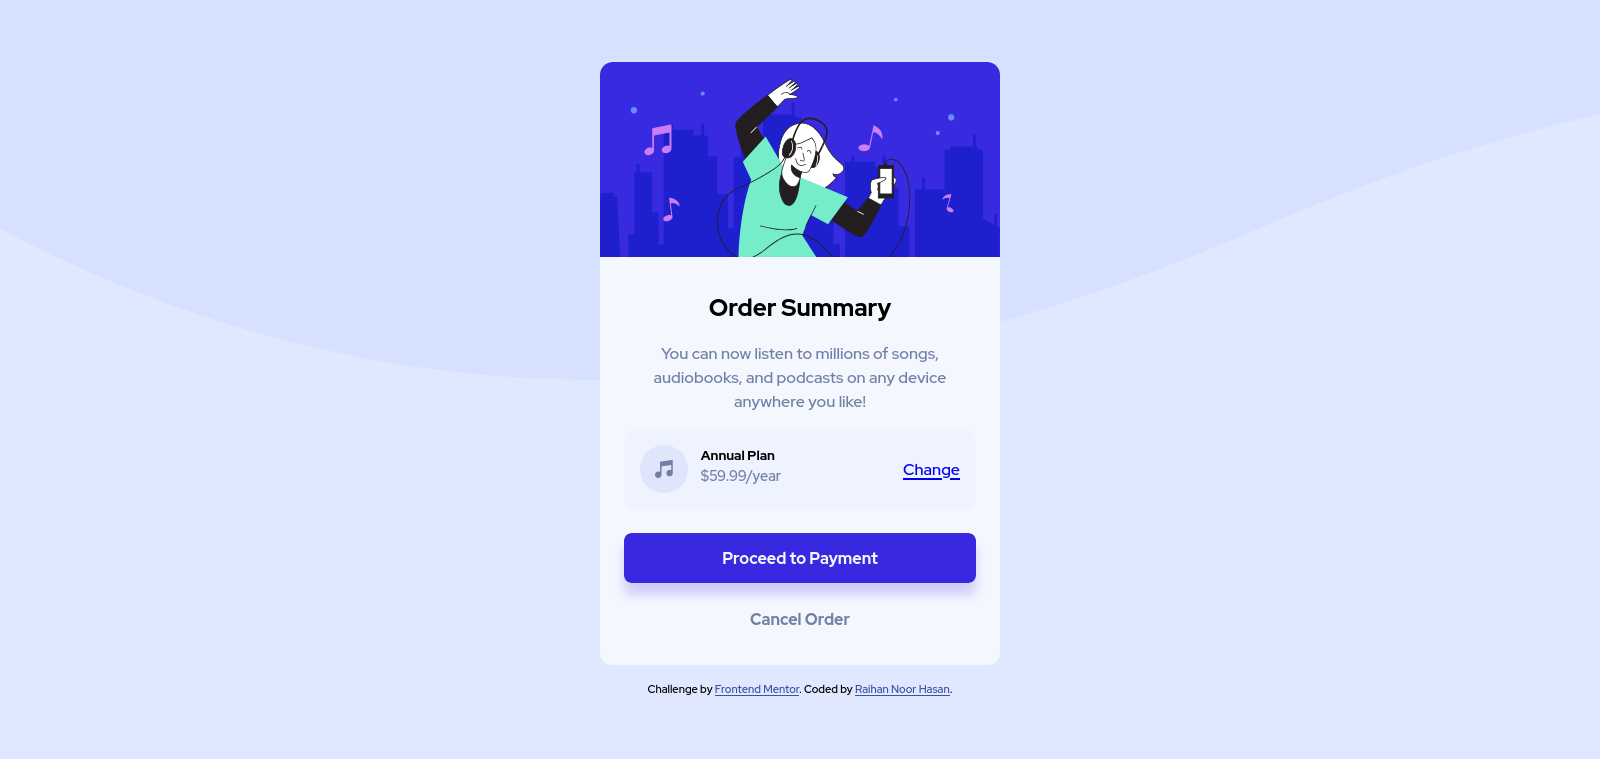 Order Summary
You can now listen to millions of songs,
audiobooks, and podcasts on any device
anywhere you like!
Annual Plan
$59.99/year
Change
Proceed to Payment
Cancel Order
Challenge by Frontend Mentor. Coded by Raihan Noor Hasan.